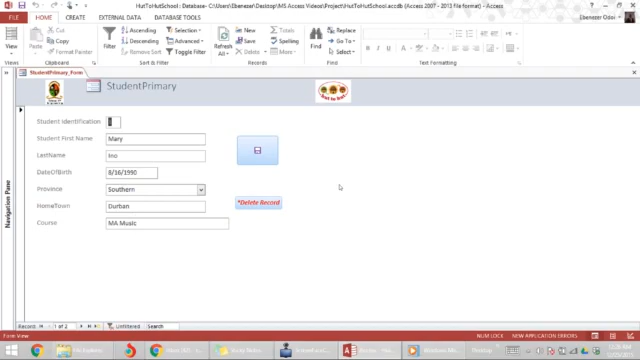 HutToHutSchool : Database- C:\Users\Ebenezer\Desktop\MS Access Videos\Project\HutToHutSchool.accdb (Access 2007 - 2013 file format) - Access
FILE HOME CREATE EXTERNAL DATA DATABASE TOOLS
View
Paste
Cut
Copy
Format Painter
Filter
Ascending
Descending
Remove Sort
Selection
Advanced
Toggle Filter
Refresh All
New
Save
Delete
Totals
Spelling
More
Find
Replace
Go To
Select
Views Clipboard Sort & Filter Records Find Text Formatting
StudentPrimary_Form
StudentPrimary
Hut to Hut
Student Identification
Student First Name Mary
LastName Ino
DateOfBirth 8/16/1990
Province Southern
HomeTown Durban
Course MA Music
*Delete Record
Navigation Pane
Record: 1 of 2 Unfiltered Search
Form View NUM LOCK NEW APPLICATION ERRORS